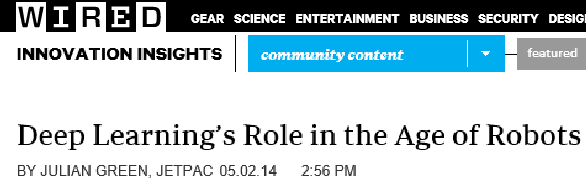 WIRED GEAR SCIENCE ENTERTAINMENT BUSINESS SECURITY DESIG
INNOVATION INSIGHTS community content featured
Deep Learning's Role in the Age of Robots
BY JULIAN GREEN, JETPAC 05.02.14 2:56 PM